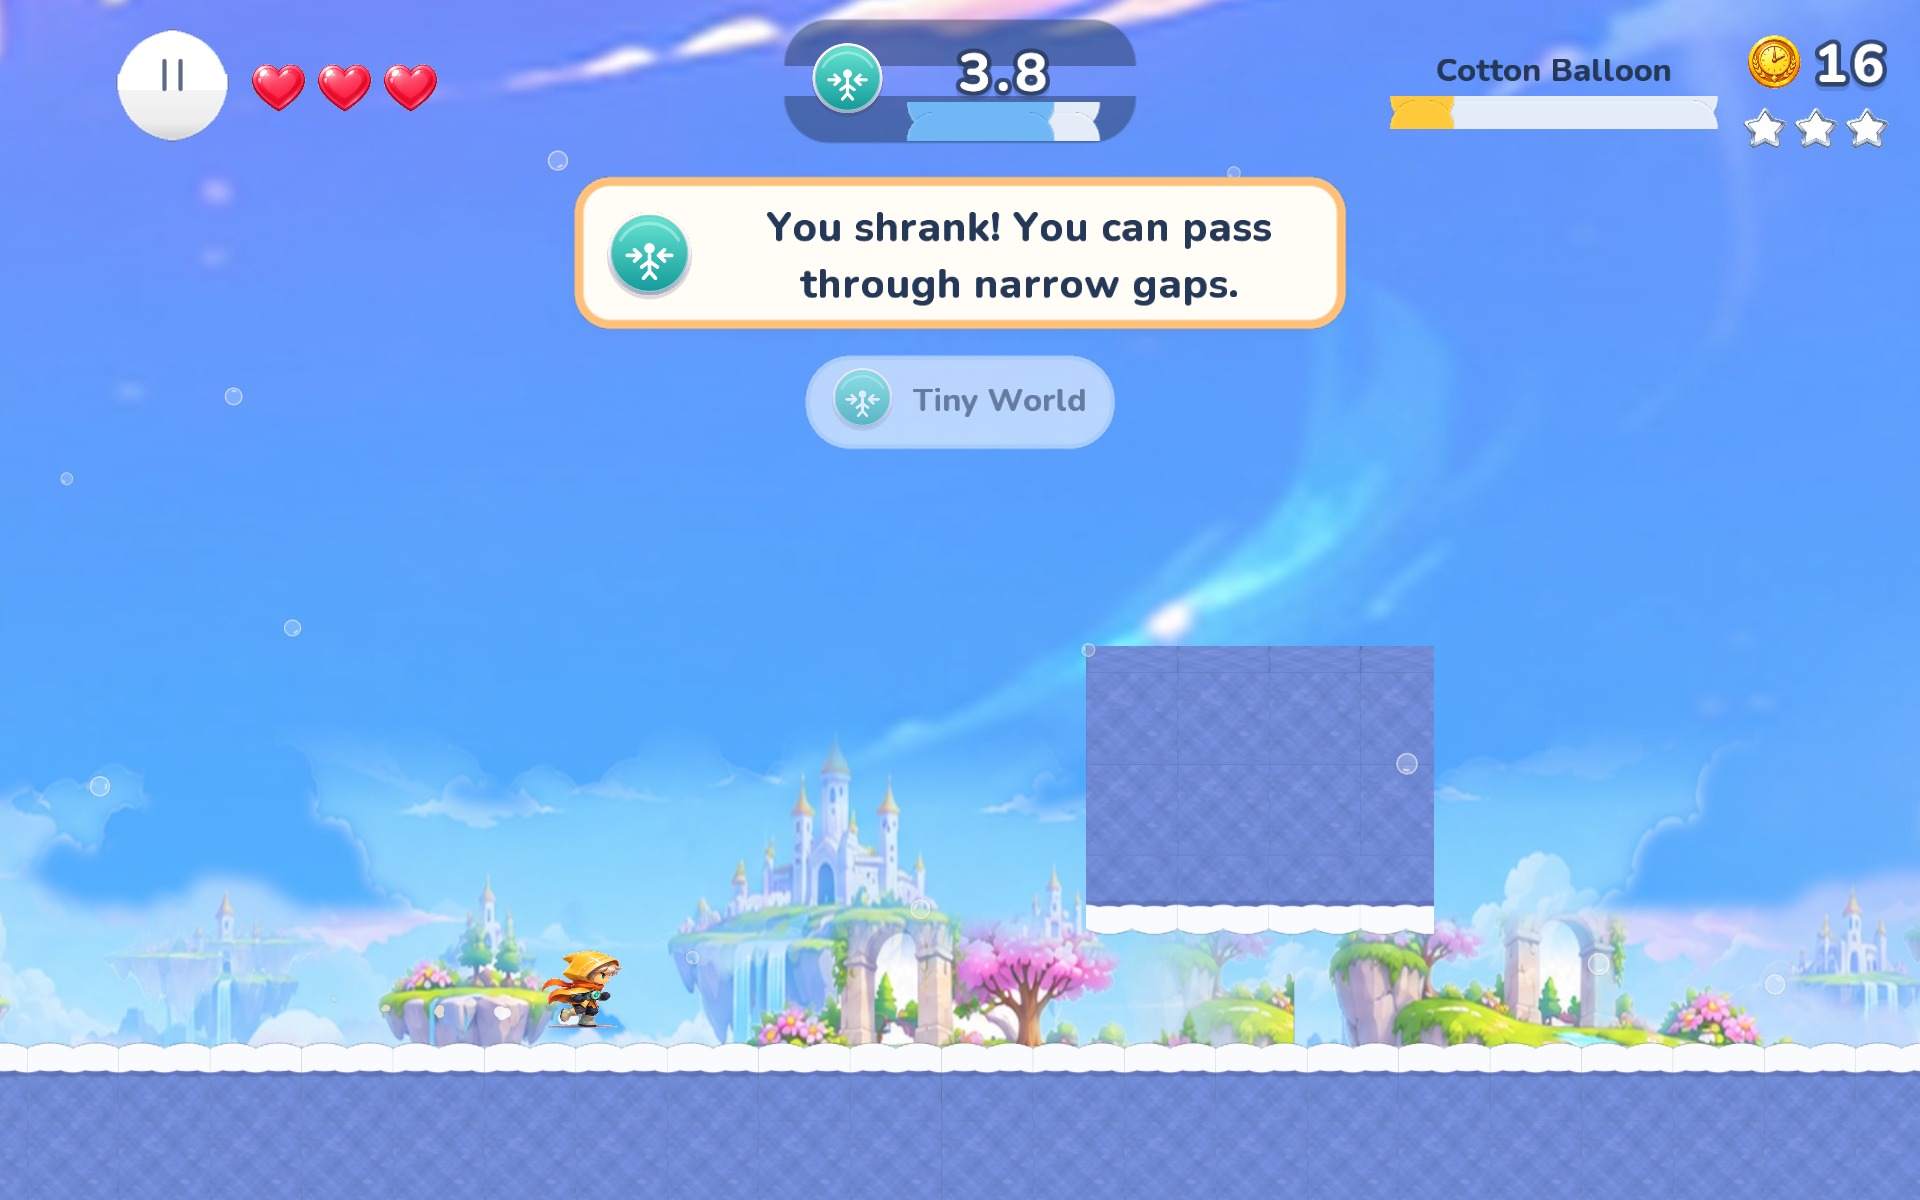 3.8
Cotton Balloon
16
You shrank! You can pass
through narrow gaps.
Tiny World